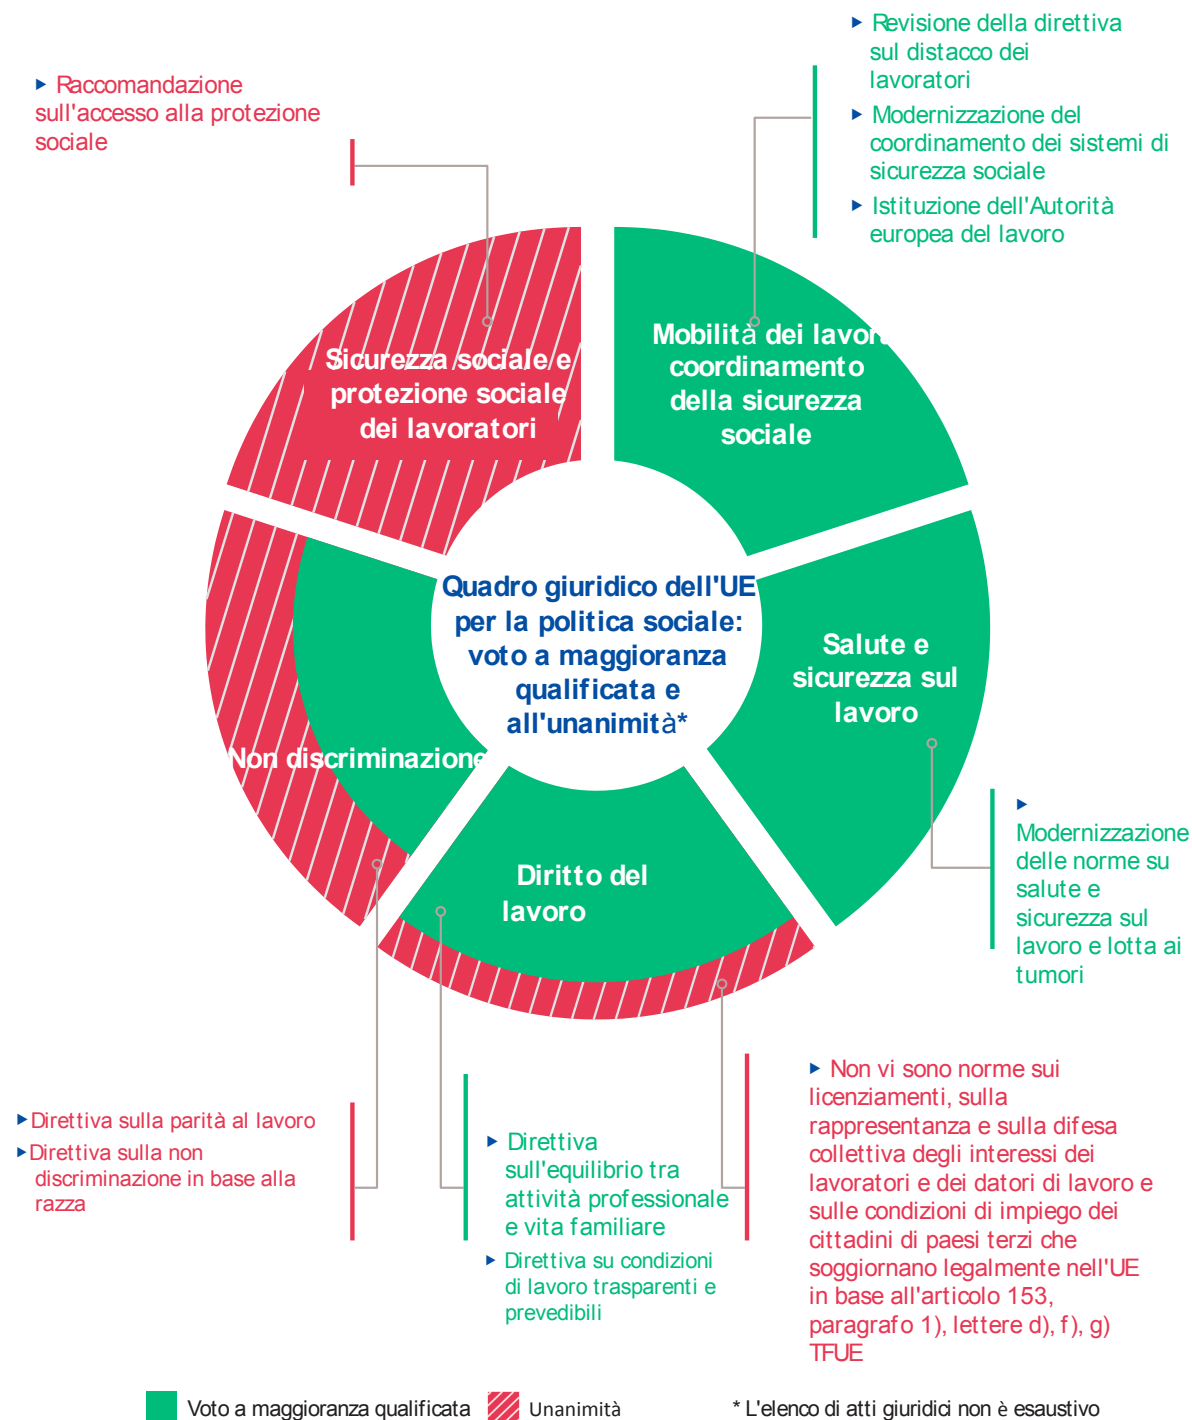 ▸ Raccomandazione
sull'accesso alla protezione
sociale
▸ Revisione della direttiva
sul distacco dei
lavoratori
▸ Modernizzazione del
coordinamento dei sistemi di
sicurezza sociale
▸ Istituzione dell'Autorità
europea del lavoro
Sicurezza sociale e
protezione sociale
dei lavoratori
Mobilità dei lavor
coordinamento
della sicurezza
sociale
Quadro giuridico dell'UE
per la politica sociale:
voto a maggioranza
qualificata e
all'unanimità*
Salute e
sicurezza sul
lavoro
Non discriminazione
Diritto del
lavoro
▸
Modernizzazione
delle norme su
salute e
sicurezza sul
lavoro e lotta ai
tumori
▸ Direttiva sulla parità al lavoro
▸ Direttiva sulla non
discriminazione in base alla
razza
▸ Direttiva
sull'equilibrio tra
attività professionale
e vita familiare
▸ Direttiva su condizioni
di lavoro trasparenti e
prevedibili
▸ Non vi sono norme sui
licenziamenti, sulla
rappresentanza e sulla difesa
collettiva degli interessi dei
lavoratori e dei datori di lavoro e
sulle condizioni di impiego dei
cittadini di paesi terzi che
soggiornano legalmente nell'UE
in base all'articolo 153,
paragrafo 1), lettere d), f), g)
TFUE
Voto a maggioranza qualificata
Unanimità
* L'elenco di atti giuridici non è esaustivo